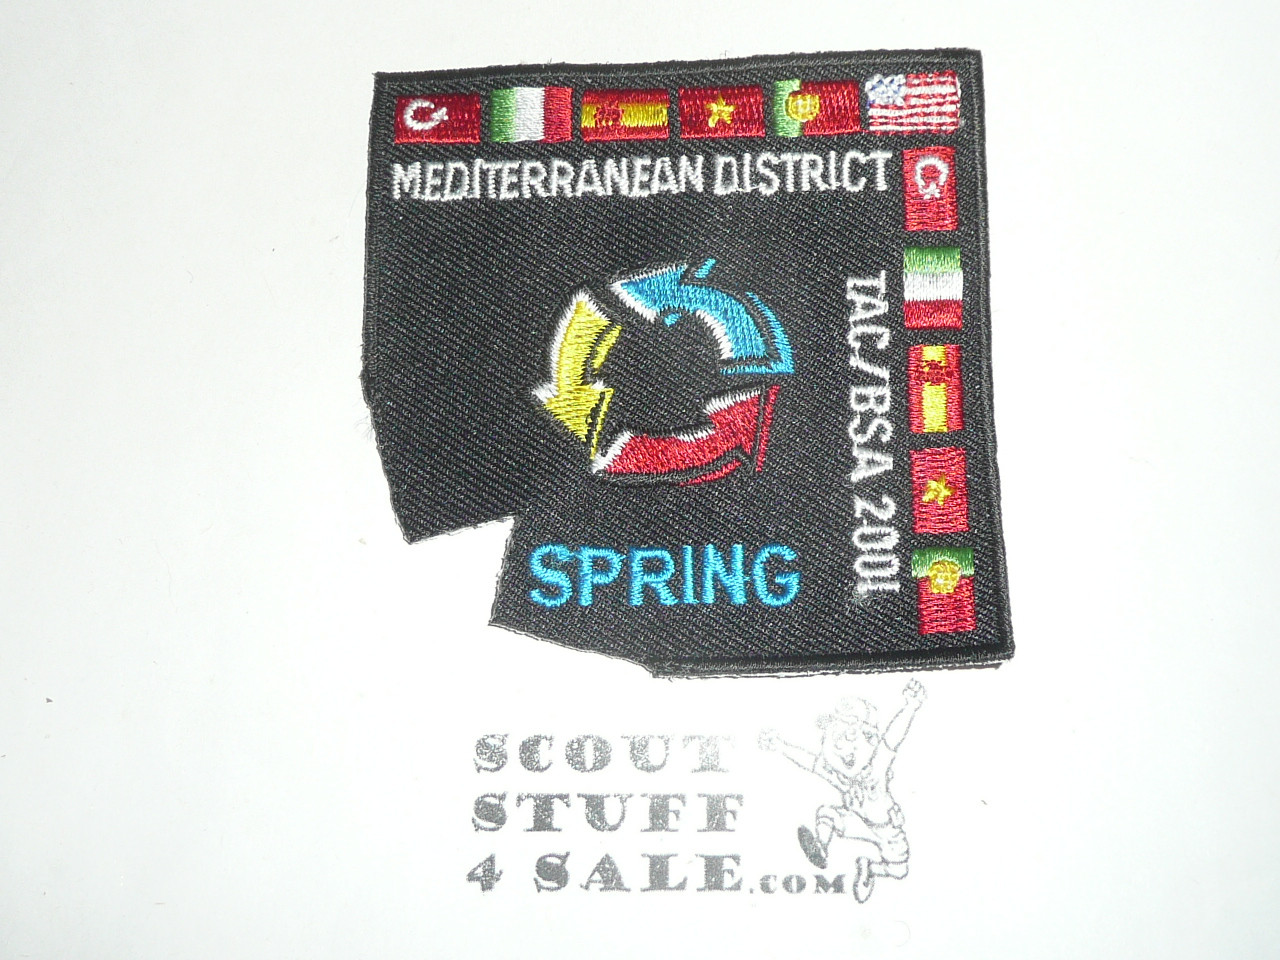 MEDITERRANEAN DISTRICT
TAC/BSA 2001
SPRING
SCOUT
STUFF
4 SALE.COM